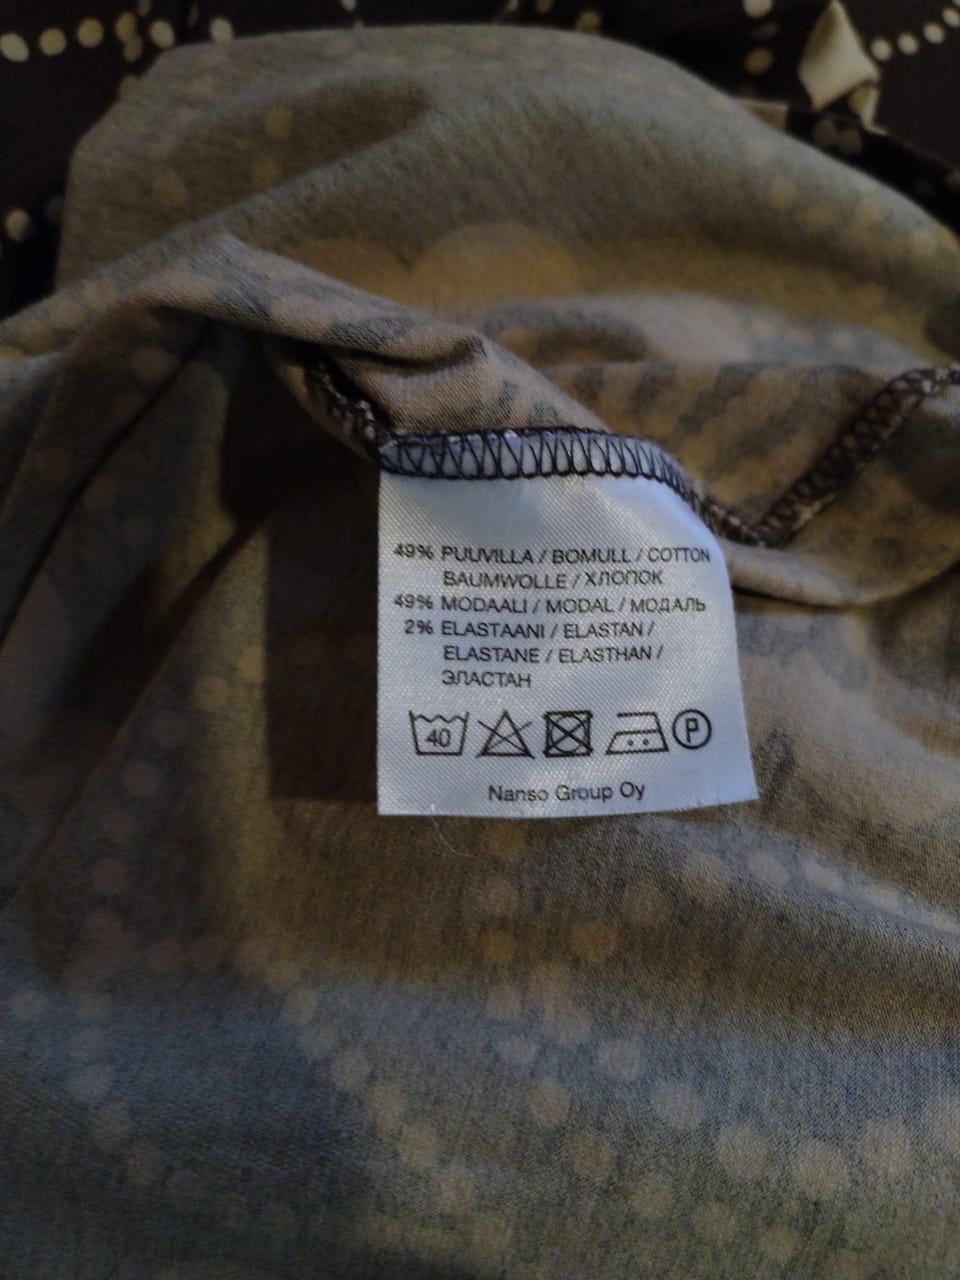 49% PUUVILLA / BOMULL / COTTON
BAUMWOLLE / ХЛОПОК
49% MODAALI / MODAL / МОДАЛЬ
2% ELASTAANI / ELASTAN /
ELASTANE / ELASTHAN /
ЭЛАСТАН
40 P
Nanso Group Oy